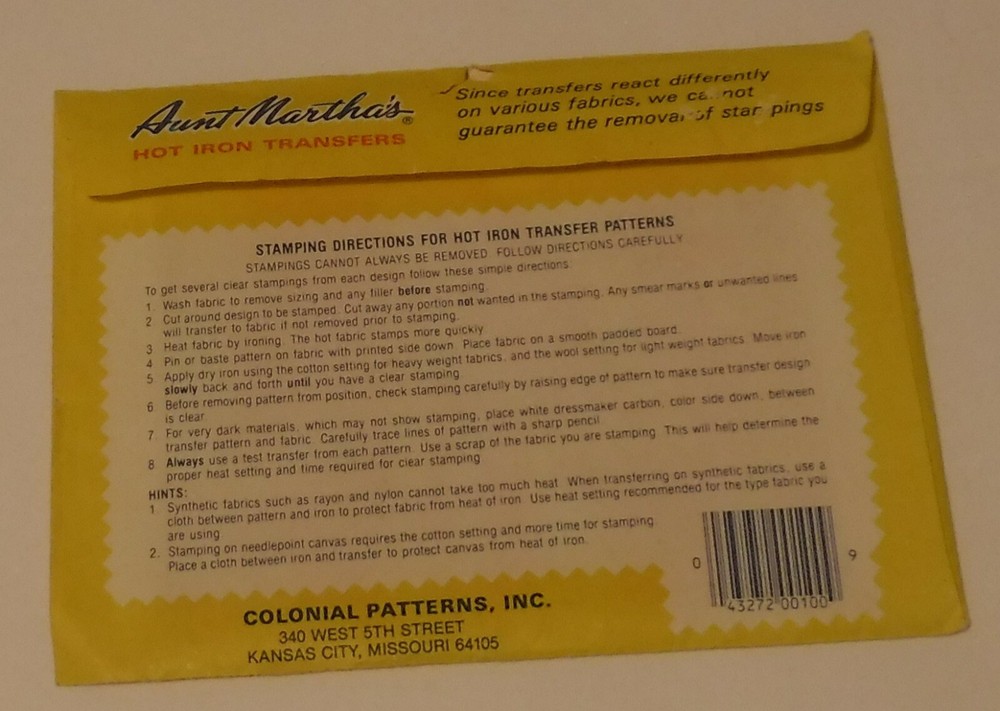 Aunt Martha's®
HOT IRON TRANSFERS
Since transfers react differently
on various fabrics, we cannot
guarantee the removal of stampings
STAMPING DIRECTIONS FOR HOT IRON TRANSFER PATTERNS
STAMPINGS CANNOT ALWAYS BE REMOVED FOLLOW DIRECTIONS CAREFULLY
To get several clear stampings from each design follow these simple directions.
1. Wash fabric to remove sizing and any filler before stamping.
2 Cut around design to be stamped. Cut away any portion not wanted in the stamping. Any smear marks or unwanted lines
will transfer to fabric if not removed prior to stamping.
3 Heat fabric by ironing. The hot fabric stamps more quickly.
4 Pin or baste pattern on fabric with printed side down. Place fabric on a smooth padded board.
5 Apply dry iron using the cotton setting for heavy weight fabrics, and the wool setting for light weight fabrics. Move iron
slowly back and forth until you have a clear stamping.
6 Before removing pattern from position, check stamping carefully by raising edge of pattern to make sure transfer design
is clear.
7 For very dark materials, which may not show stamping, place white dressmaker carbon, color side down, between
transfer pattern and fabric. Carefully trace lines of pattern with a sharp pencil.
8 Always use a test transfer from each pattern. Use a scrap of the fabric you are stamping. This will help determine the
proper heat setting and time required for clear stamping.
HINTS:
1 Synthetic fabrics such as rayon and nylon cannot take too much heat. When transferring on synthetic fabrics, use a
cloth between pattern and iron to protect fabric from heat of iron. Use heat setting recommended for the type fabric you
are using.
2. Stamping on needlepoint canvas requires the cotton setting and more time for stamping.
Place a cloth between iron and transfer to protect canvas from heat of iron.
0 43272 00100 9
COLONIAL PATTERNS, INC.
340 WEST 5TH STREET
KANSAS CITY, MISSOURI 64105